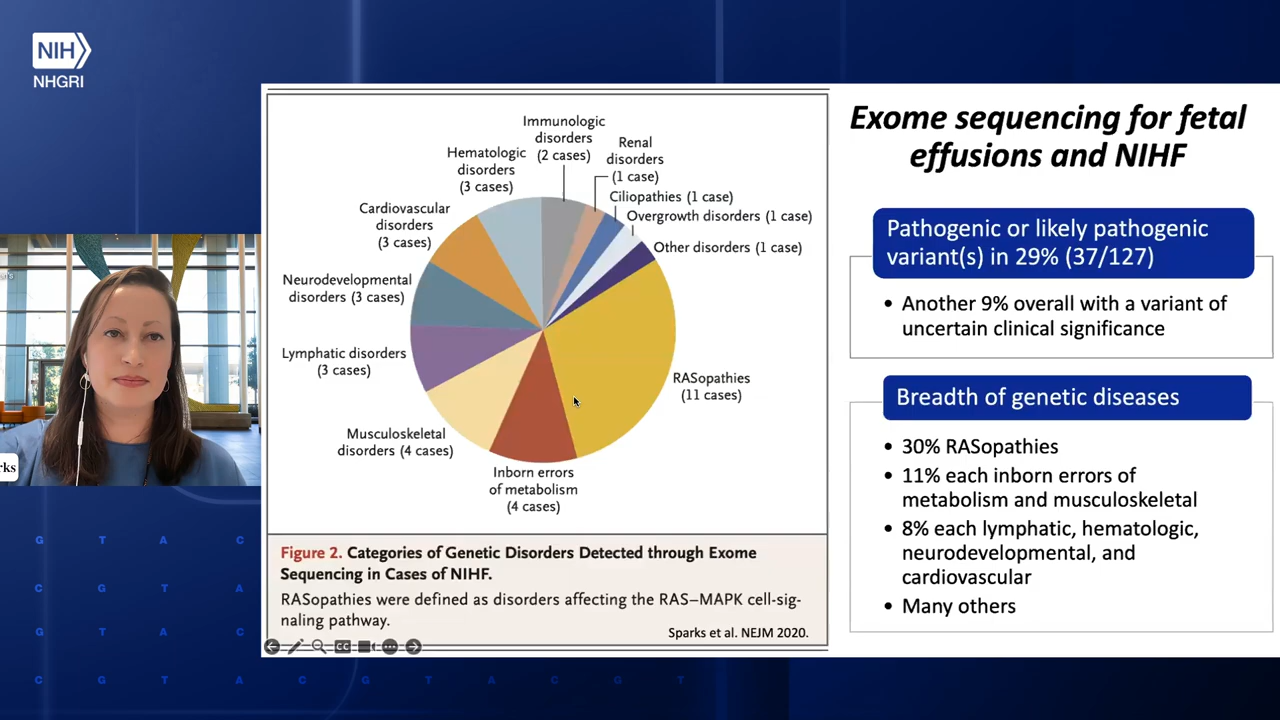 NIH
NHGRI
Immunologic
disorders
(2 cases)
Renal
disorders
(1 case)
Hematologic
disorders
(3 cases)
Ciliopathies (1 case)
Overgrowth disorders (1 case)
Cardiovascular
disorders
(3 cases)
Other disorders (1 case)
Neurodevelopmental
disorders (3 cases)
Lymphatic disorders
(3 cases)
RASopathies
(11 cases)
Musculoskeletal
disorders (4 cases)
Inborn errors
of metabolism
(4 cases)
Figure 2. Categories of Genetic Disorders Detected through Exome
Sequencing in Cases of NIHF.
RASopathies were defined as disorders affecting the RAS–MAPK cell-sig-
naling pathway.
Sparks et al. NEJM 2020.
CC
Exome sequencing for fetal
effusions and NIHF
Pathogenic or likely pathogenic
variant(s) in 29% (37/127)
• Another 9% overall with a variant of
uncertain clinical significance
Breadth of genetic diseases
• 30% RASopathies
• 11% each inborn errors of
metabolism and musculoskeletal
• 8% each lymphatic, hematologic,
neurodevelopmental, and
cardiovascular
• Many others
rks
G T A C
C G T A
G T A C
C G T A C G T A C G T